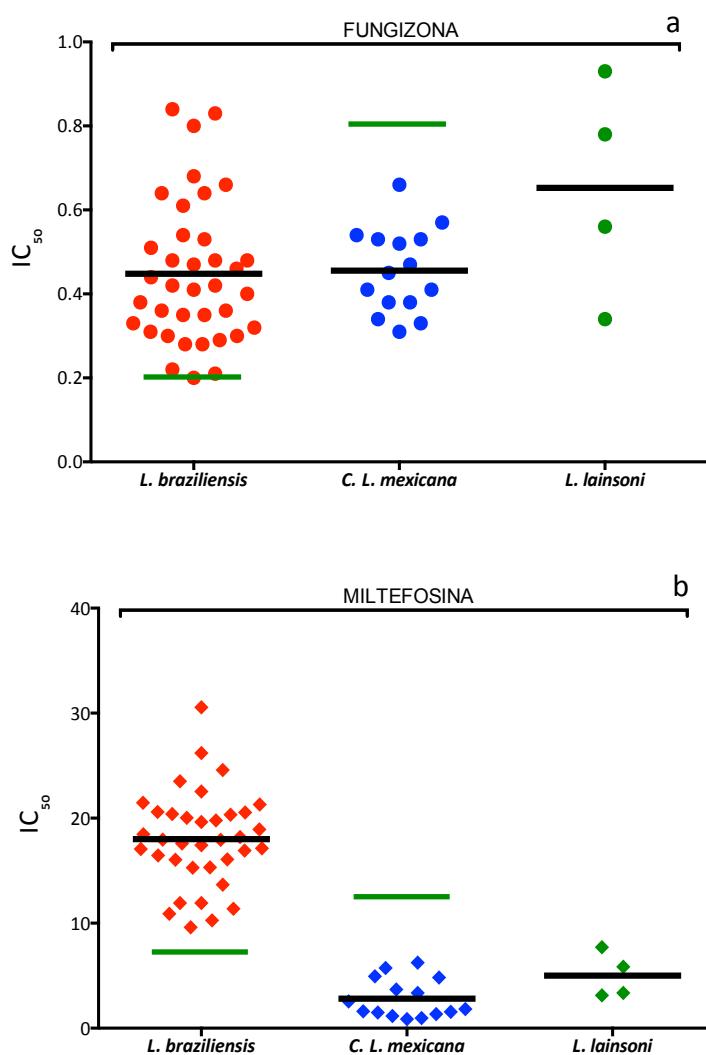 FUNGIZONA
a
1.0
0.8
0.6
0.4
0.2
0.0
IC50
L. braziliensis C. L. mexicana L. lainsoni
MILTEFOSINA
b
40
30
20
10
0
IC50
L. braziliensis C. L. mexicana L. lainsoni